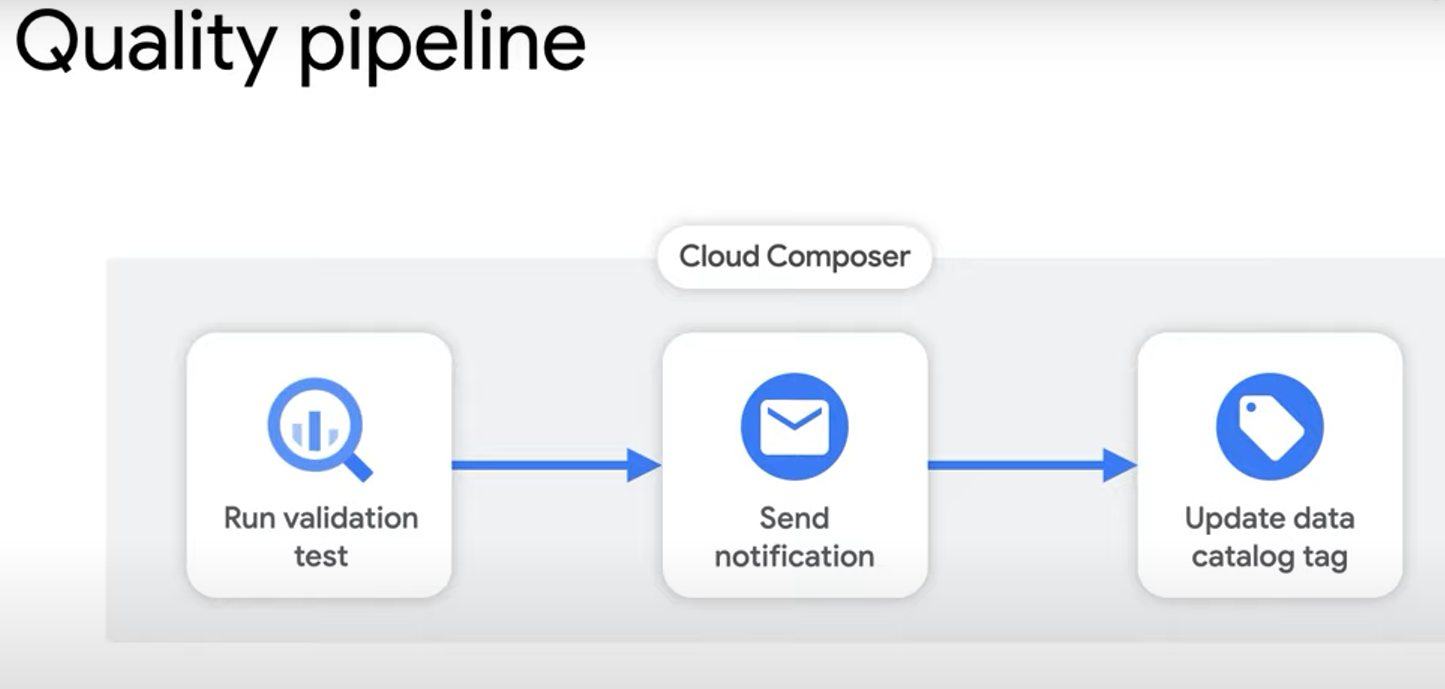 Quality pipeline
Cloud Composer
Run validation
test
Send
notification
Update data
catalog tag